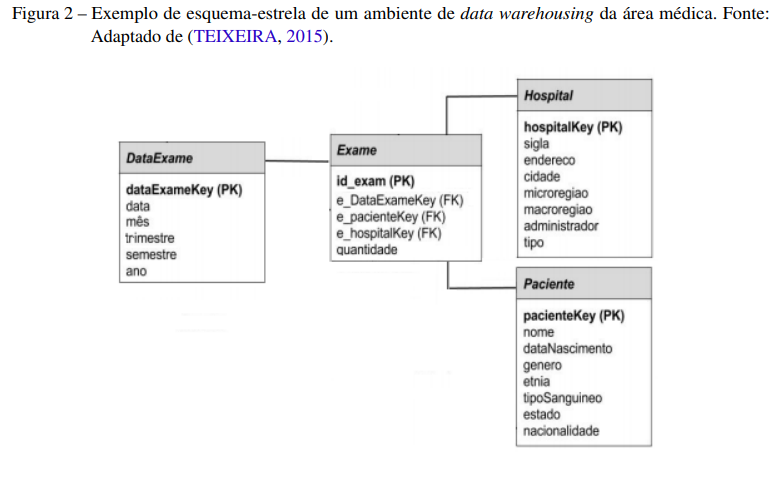 Figura 2 – Exemplo de esquema-estrela de um ambiente de data warehousing da área médica. Fonte:
Adaptado de (TEIXEIRA, 2015).
DataExame
dataExameKey (PK)
data
mês
trimestre
semestre
ano
Exame
id_exam (PK)
e_DataExameKey (FK)
e_pacienteKey (FK)
e_hospitalKey (FK)
quantidade
Hospital
hospitalKey (PK)
sigla
endereco
cidade
microregiao
macroregiao
administrador
tipo
Paciente
pacienteKey (PK)
nome
dataNascimento
genero
etnia
tipoSanguineo
estado
nacionalidade